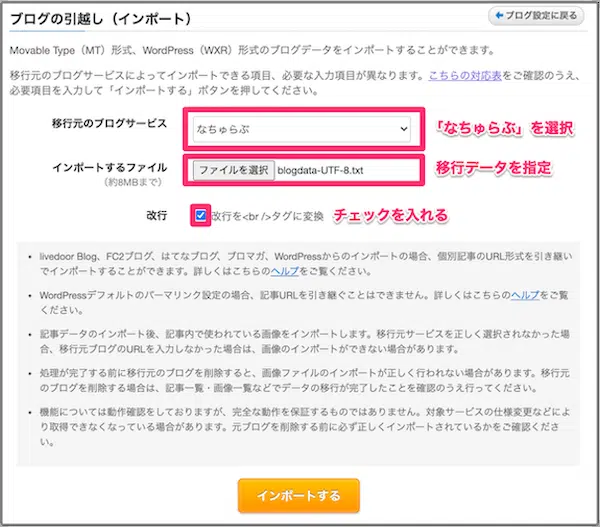 ブログの引越し（インポート）
ブログ設定に戻る
Movable Type（MT）形式、WordPress（WXR）形式のブログデータをインポートすることができます。
移行元のブログサービスによってインポートできる項目、必要な入力項目が異なります。こちらの対応表をご確認のうえ、
必要項目を入力して「インポートする」ボタンを押してください。
移行元のブログサービス
なちゅらぶ
「なちゅらぶ」を選択
インポートするファイル
（約8MBまで）
ファイルを選択 blogdata-UTF-8.txt
移行データを指定
改行
改行を<br />タグに変換
チェックを入れる
• livedoor Blog、FC2ブログ、はてなブログ、ブロマガ、WordPressからのインポートの場合、個別記事のURL形式を引き継い
でインポートすることができます。詳しくはこちらのヘルプをご覧ください。
• WordPressデフォルトのパーマリンク設定の場合、記事URLを引き継ぐことはできません。詳しくはこちらのヘルプをご覧
ください。
• 記事データのインポート後、記事内で使われている画像をインポートします。移行元サービスを正しく選択されなかった場
合、移行元ブログのURLを入力しなかった場合は、画像のインポートができない場合があります。
• 処理が完了する前に移行元のブログを削除すると、画像ファイルのインポートが正しく行われない場合があります。移行元
のブログを削除する場合は、記事一覧・画像一覧などでデータの移行が完了したことを確認のうえ行ってください。
• 機能については動作確認をしておりますが、完全な動作を保証するものではありません。対象サービスの仕様変更などによ
り取得できなくなっている場合があります。元ブログを削除する前に必ず正しくインポートされているかをご確認くださ
い。
インポートする